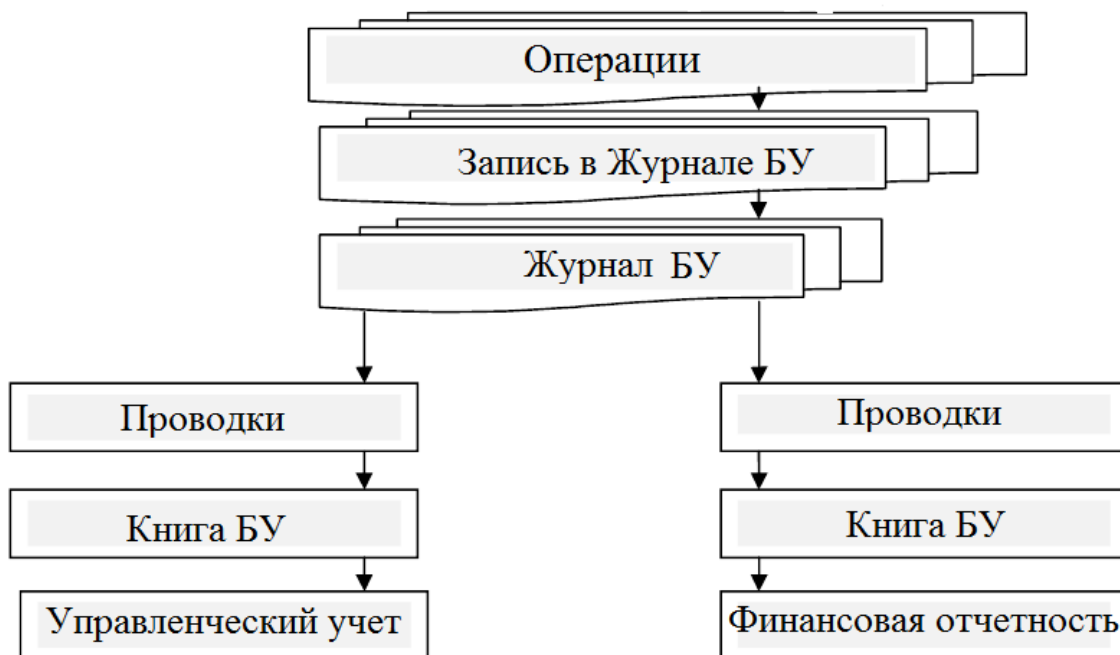 Операции
Запись в Журнале БУ
Журнал БУ
Проводки
Проводки
Книга БУ
Книга БУ
Управленческий учет
Финансовая отчетность